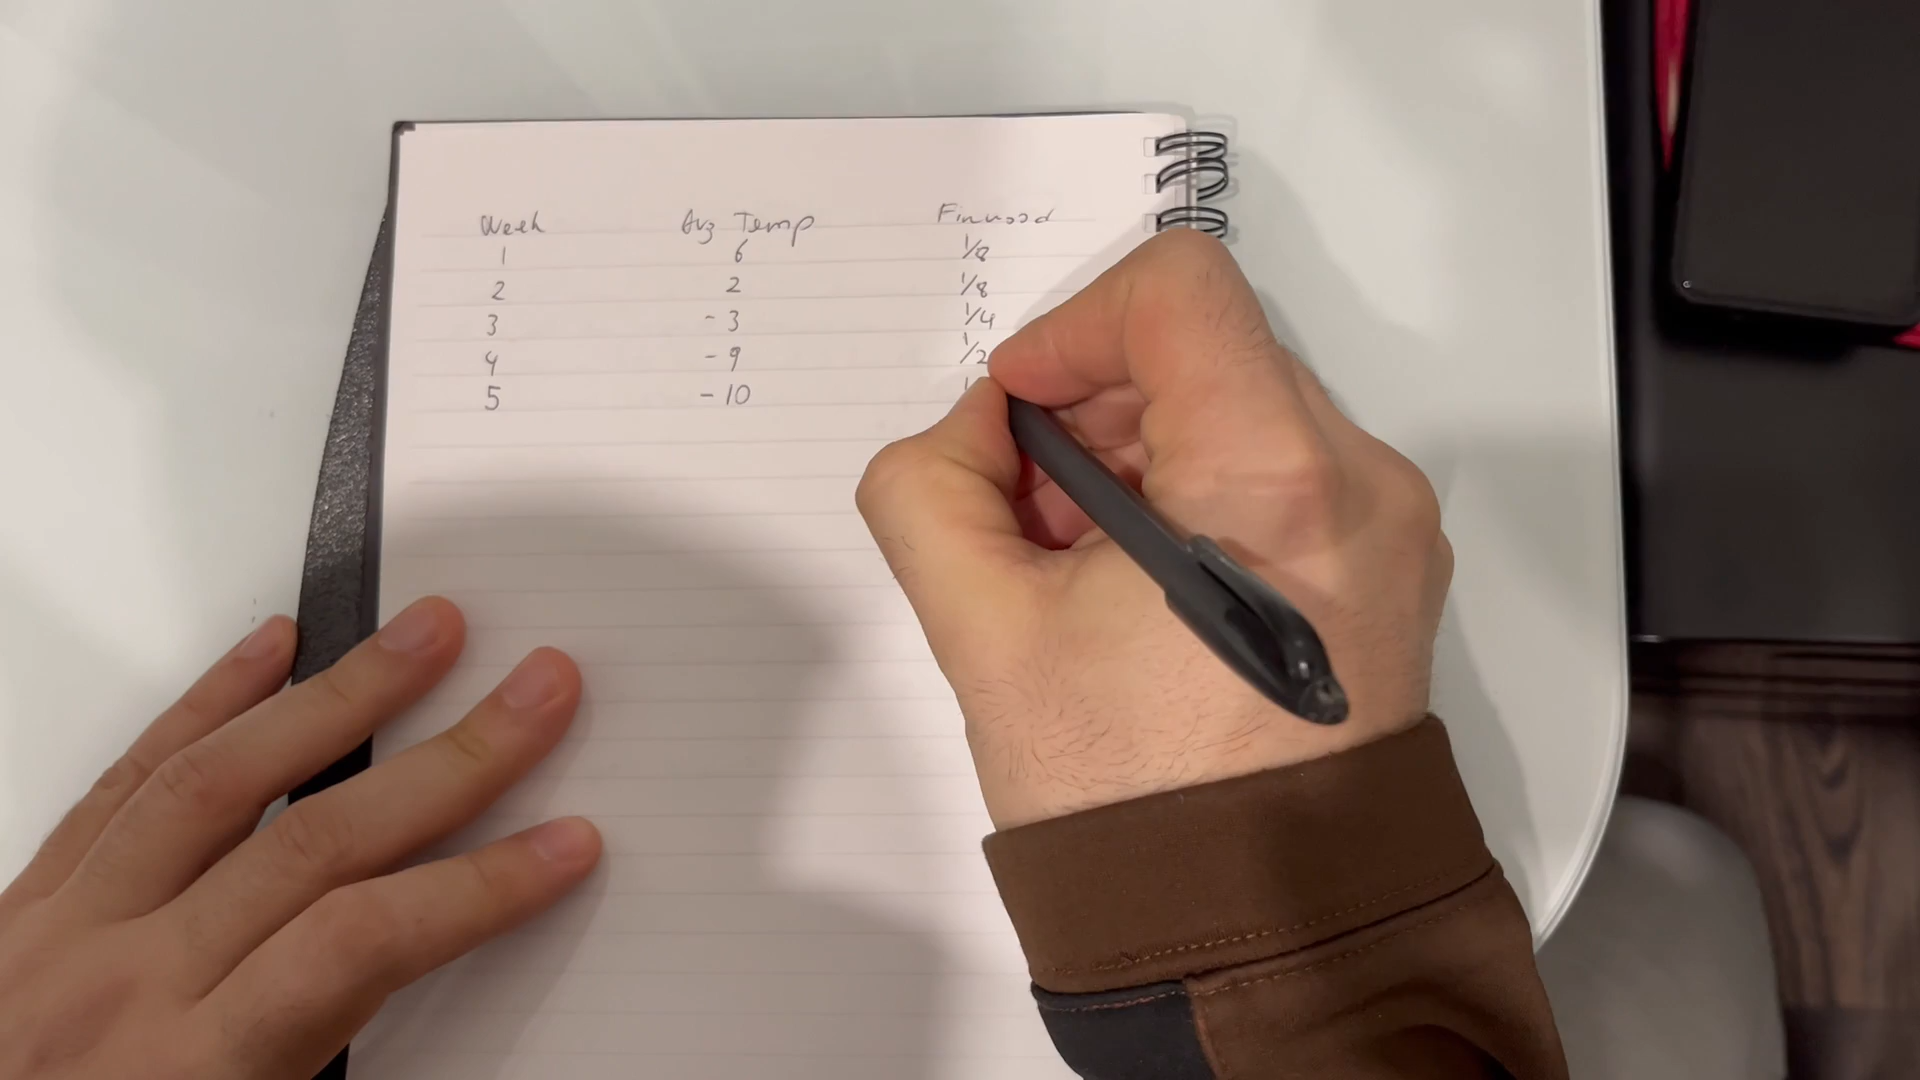 Week Avg Temp Firewood
1 6 1/8
2 2 1/8
3 -3 1/4
4 -9 1/2
5 -10